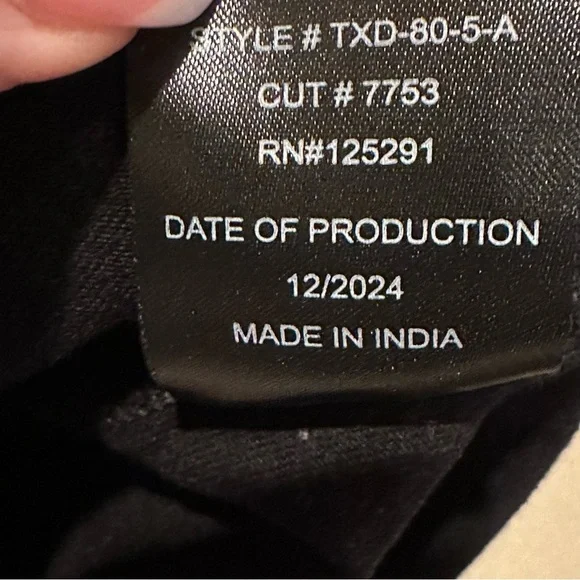 STYLE # TXD-80-5-A
CUT # 7753
RN#125291
DATE OF PRODUCTION
12/2024
MADE IN INDIA